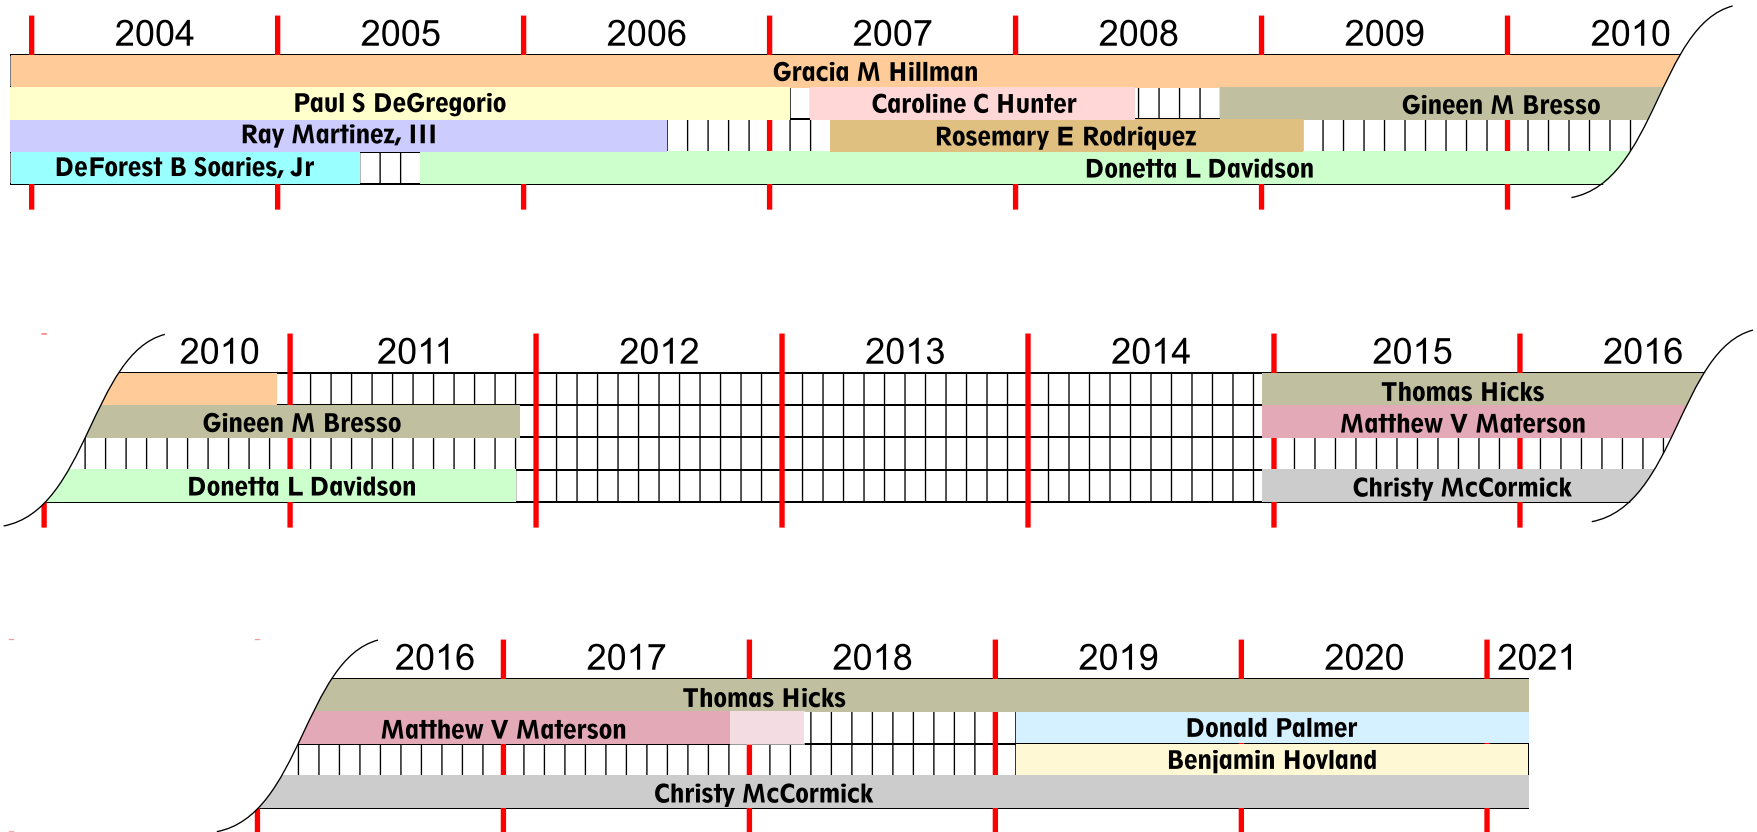 2004 2005 2006 2007 2008 2009 2010
Gracia M Hillman
Paul S DeGregorio Caroline C Hunter Gineen M Bresso
Ray Martinez, III Rosemary E Rodriquez
DeForest B Soaries, Jr Donetta L Davidson
2010 2011 2012 2013 2014 2015 2016
Thomas Hicks
Gineen M Bresso Matthew V Materson
Donetta L Davidson Christy McCormick
2016 2017 2018 2019 2020 2021
Thomas Hicks
Matthew V Materson Donald Palmer
Benjamin Hovland
Christy McCormick